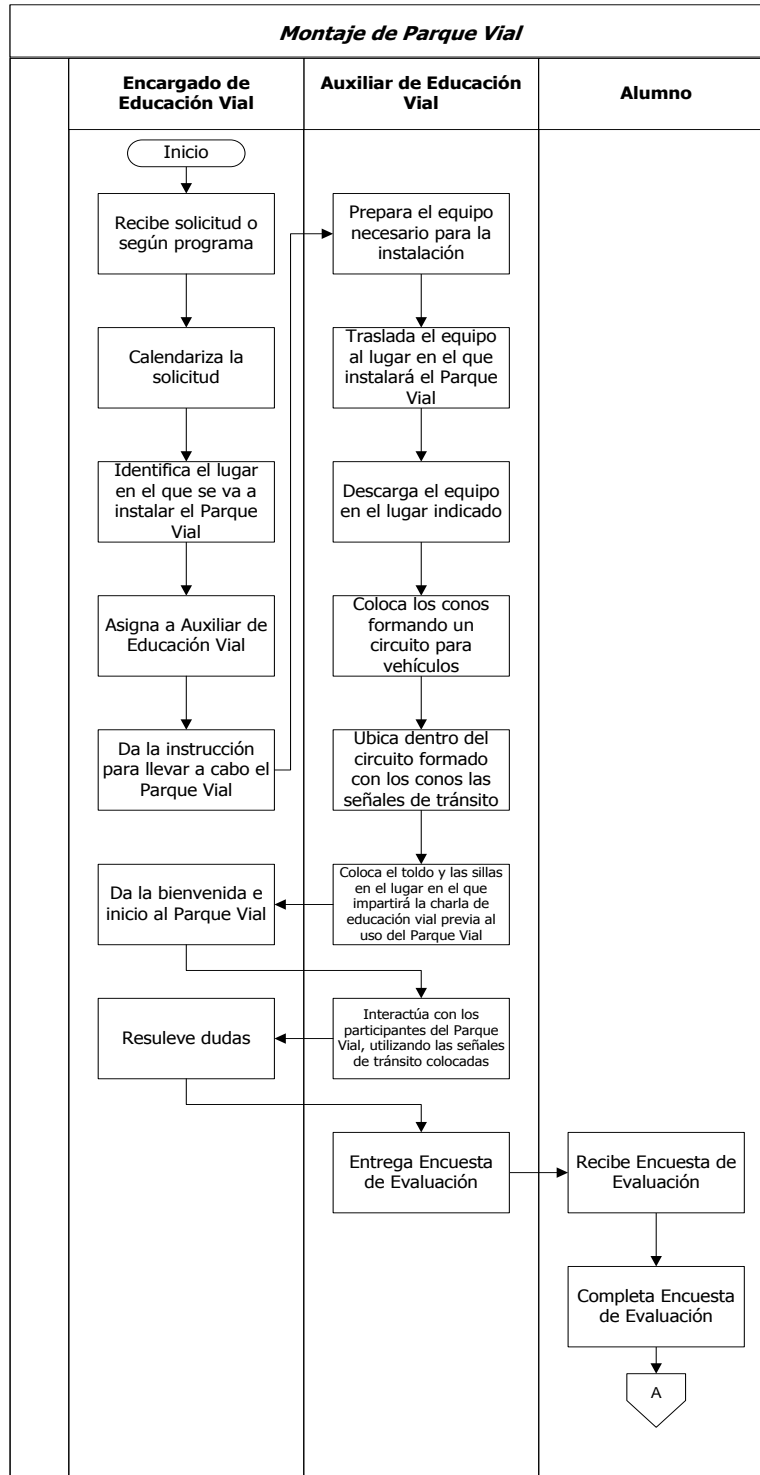 Montaje de Parque Vial
Encargado de
Educación Vial
Auxiliar de Educación
Vial
Alumno
Inicio
Recibe solicitud o
según programa
Calendariza la
solicitud
Identifica el lugar
en el que se va a
instalar el Parque
Vial
Asigna a Auxiliar de
Educación Vial
Da la instrucción
para llevar a cabo el
Parque Vial
Prepara el equipo
necesario para la
instalación
Traslada el equipo
al lugar en el que
instalará el Parque
Vial
Descarga el equipo
en el lugar indicado
Coloca los conos
formando un
circuito para
vehículos
Ubica dentro del
circuito formado
con los conos las
señales de tránsito
Coloca el toldo y las sillas
en el lugar en el que
impartirá la charla de
educación vial previa al
uso del Parque Vial
Da la bienvenida e
inicio al Parque Vial
Interactúa con los
participantes del Parque
Vial, utilizando las señales
de tránsito colocadas
Resuleve dudas
Entrega Encuesta
de Evaluación
Recibe Encuesta de
Evaluación
Completa Encuesta
de Evaluación
A